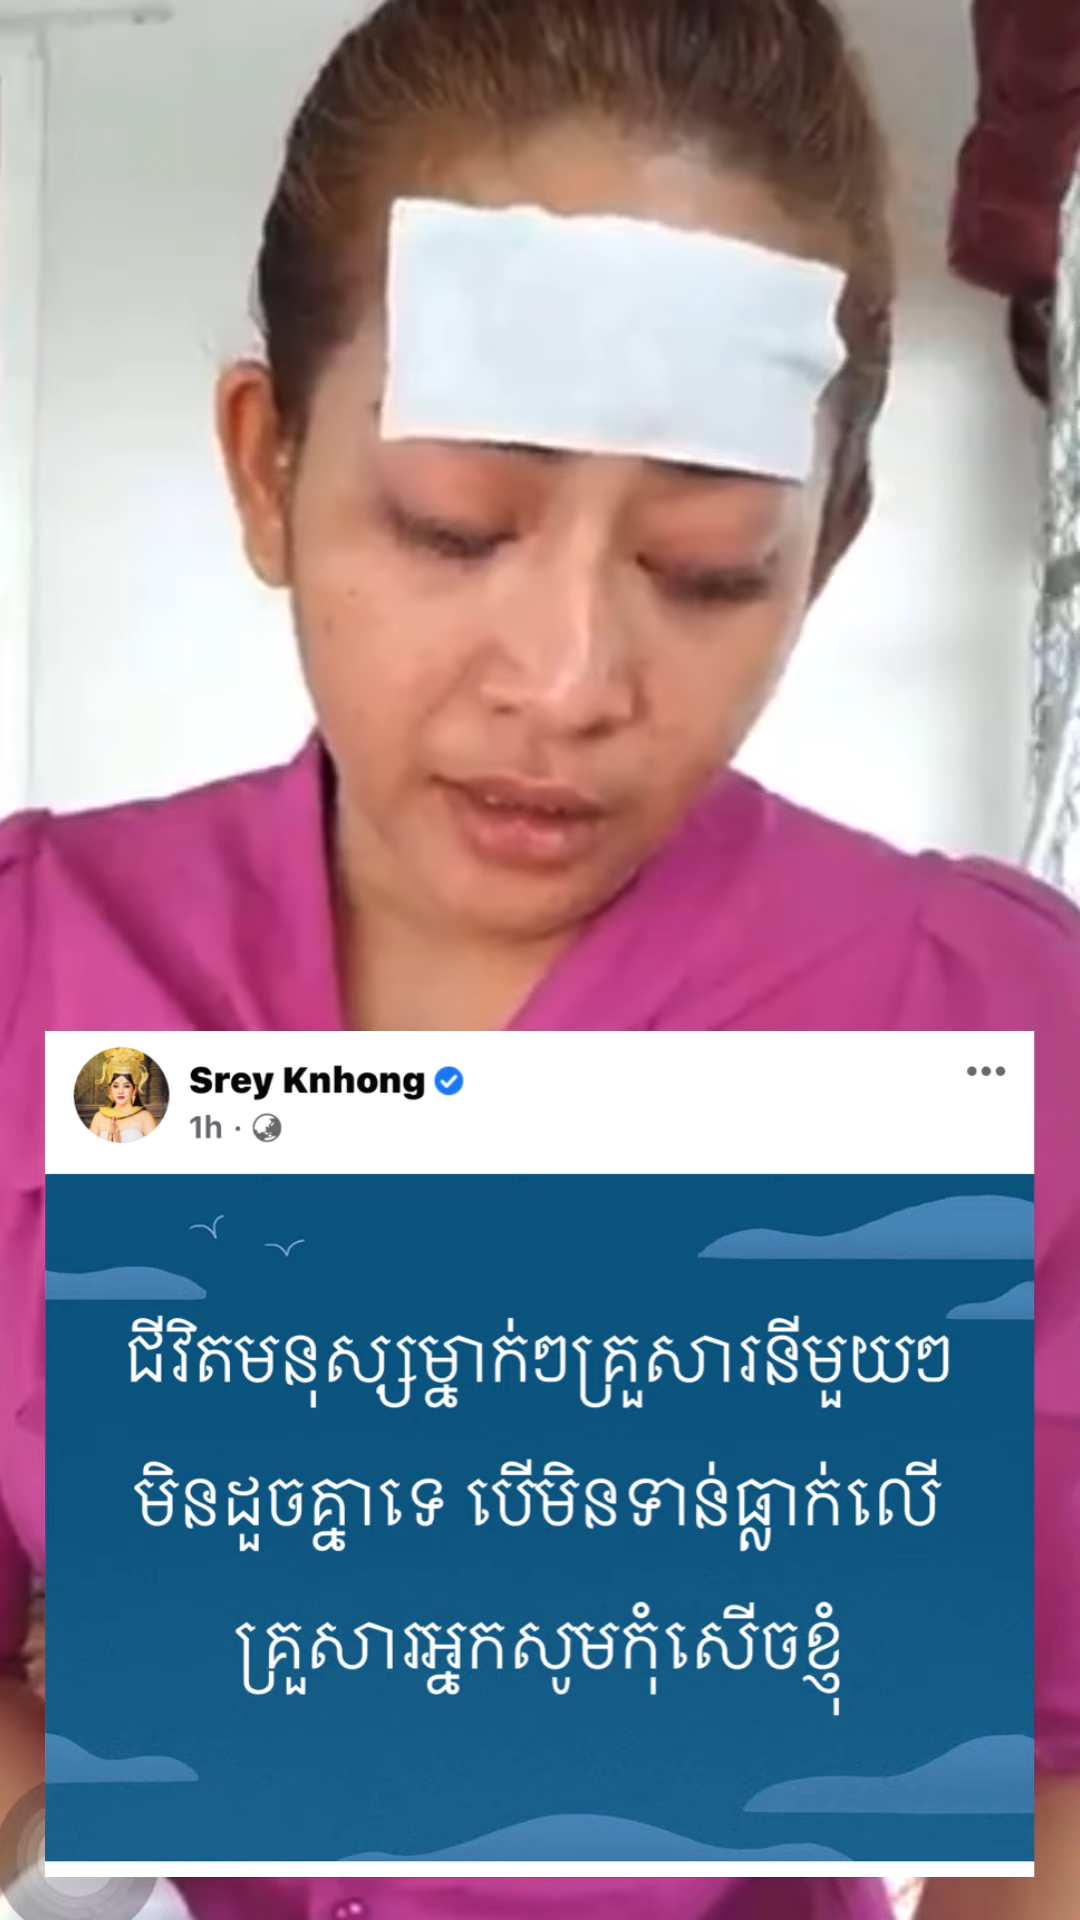 Srey Knhong
1h
ជីវិតមនុស្សម្នាក់ៗគ្រួសារនីមួយៗ
មិនដួចគ្នាទេ បើមិនទាន់ធ្លាក់លើ
គ្រួសារអ្នកសូមកុំសើចខ្ញុំ